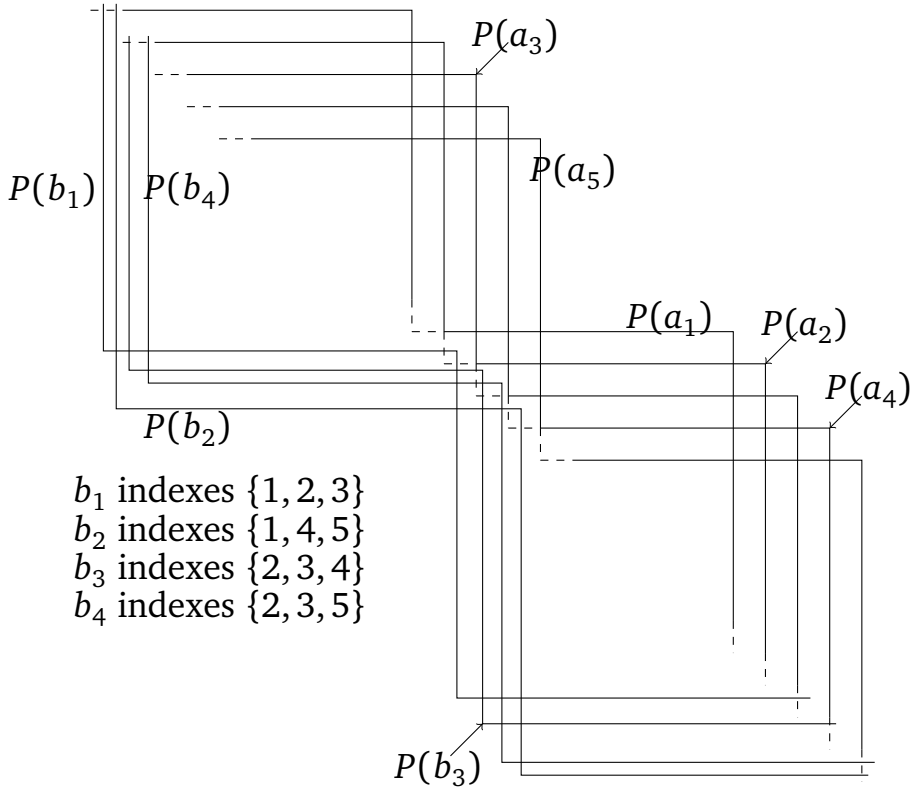 P(a₃)
P(a₅)
P(b₁) P(b₄)
P(a₁) P(a₂)
P(a₄)
P(b₂)
b₁ indexes {1, 2, 3}
b₂ indexes {1, 4, 5}
b₃ indexes {2, 3, 4}
b₄ indexes {2, 3, 5}
P(b₃)